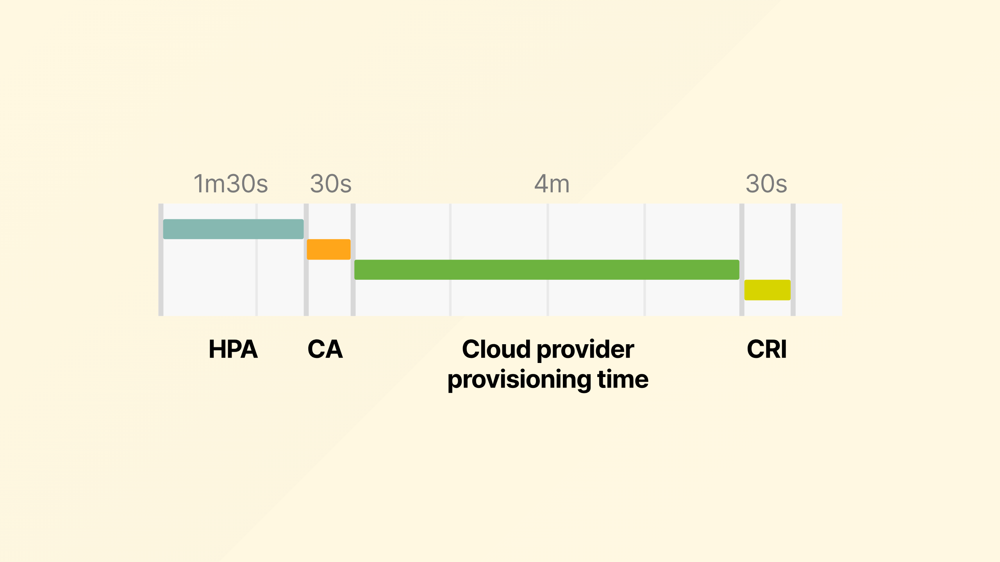 1m30s 30s 4m 30s
HPA CA Cloud provider CRI
provisioning time